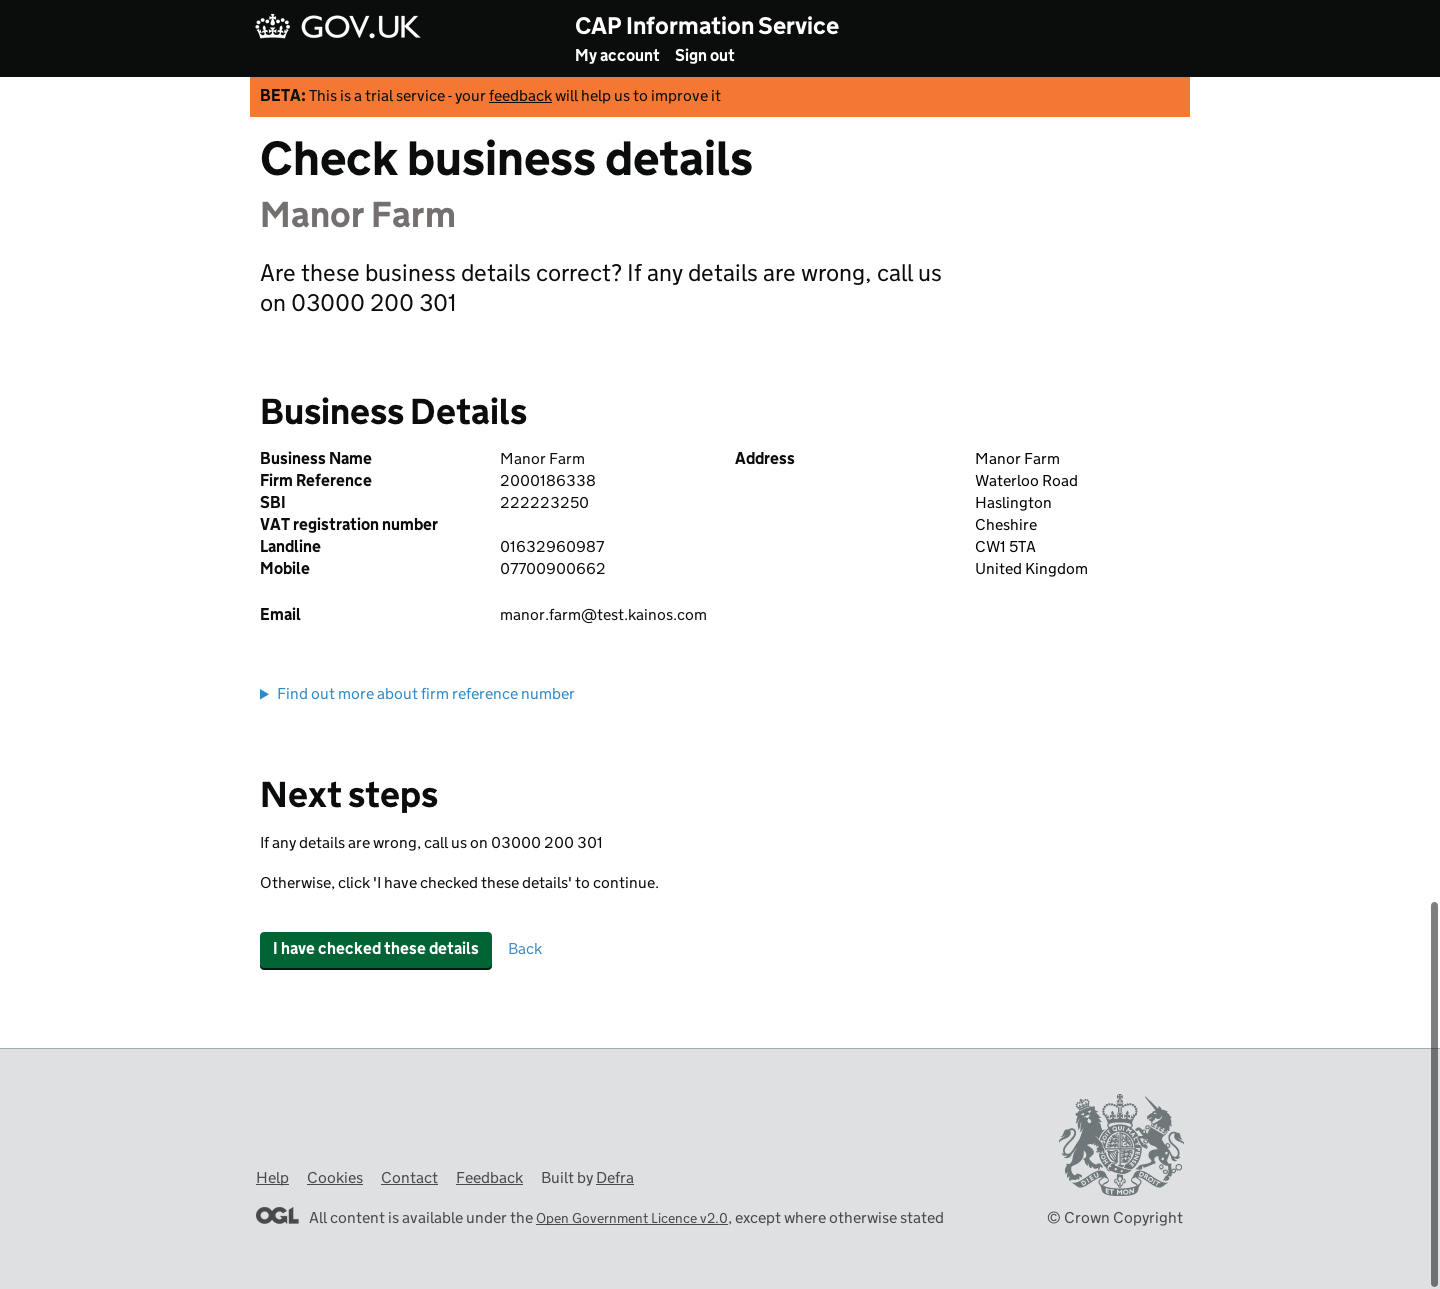 GOV.UK
CAP Information Service
My account Sign out
BETA: This is a trial service - your feedback will help us to improve it
Check business details
Manor Farm
Are these business details correct? If any details are wrong, call us
on 03000 200 301
Business Details
Business Name Manor Farm Address Manor Farm
Firm Reference 2000186338 Waterloo Road
SBI 222223250 Haslington
VAT registration number Cheshire
Landline 01632960987 CW1 5TA
Mobile 07700900662 United Kingdom
Email manor.farm@test.kainos.com
Find out more about firm reference number
Next steps
If any details are wrong, call us on 03000 200 301
Otherwise, click 'I have checked these details' to continue.
I have checked these details Back
Help Cookies Contact Feedback Built by Defra
OGL All content is available under the Open Government Licence v2.0, except where otherwise stated © Crown Copyright